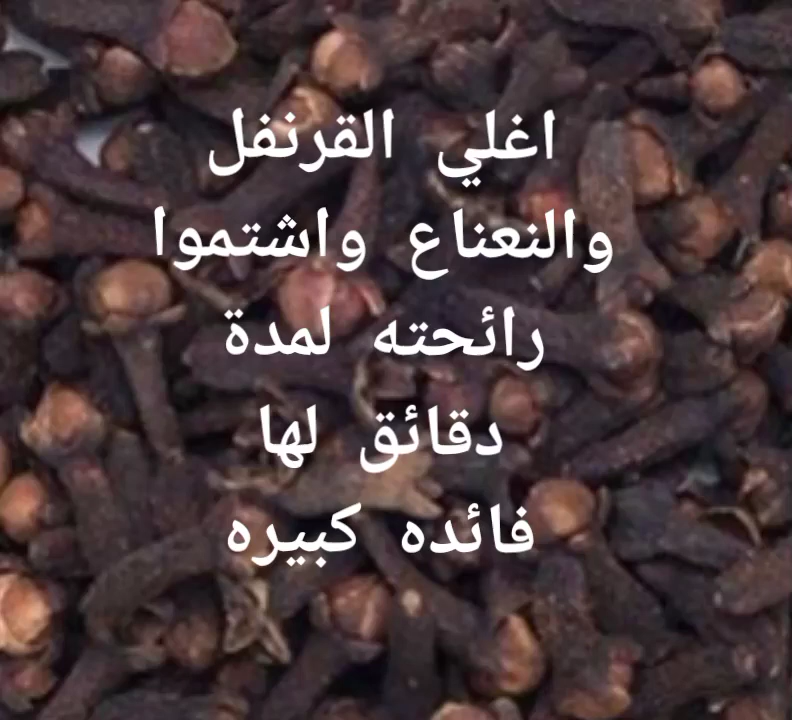 اغلي القرنفل
والنعناع واشتموا
رائحته لمدة
دقائق لها
فائده كبيره